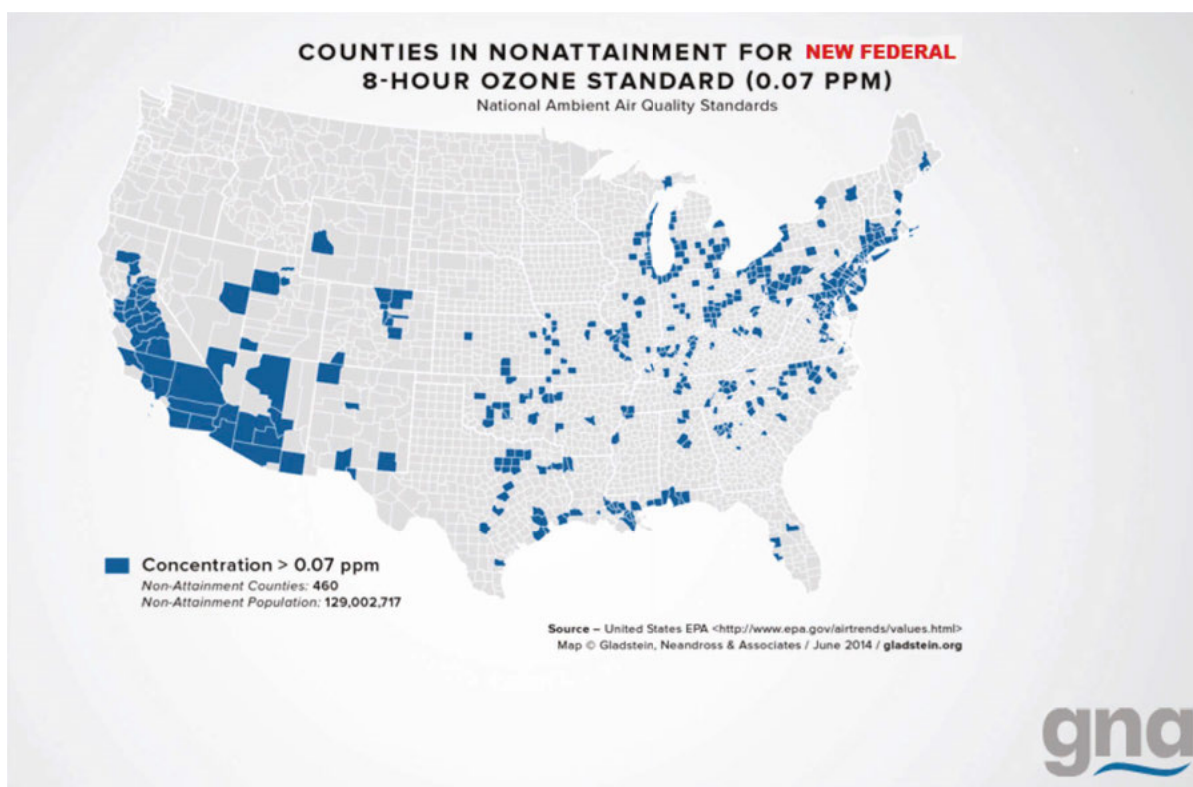 COUNTIES IN NONATTAINMENT FOR NEW FEDERAL
8-HOUR OZONE STANDARD (0.07 PPM)
National Ambient Air Quality Standards
Concentration > 0.07 ppm
Non-Attainment Counties: 460
Non-Attainment Population: 129,002,717
Source – United States EPA <http://www.epa.gov/airtrends/values.html>
Map © Gladstein, Neandross & Associates / June 2014 / gladstein.org
gna